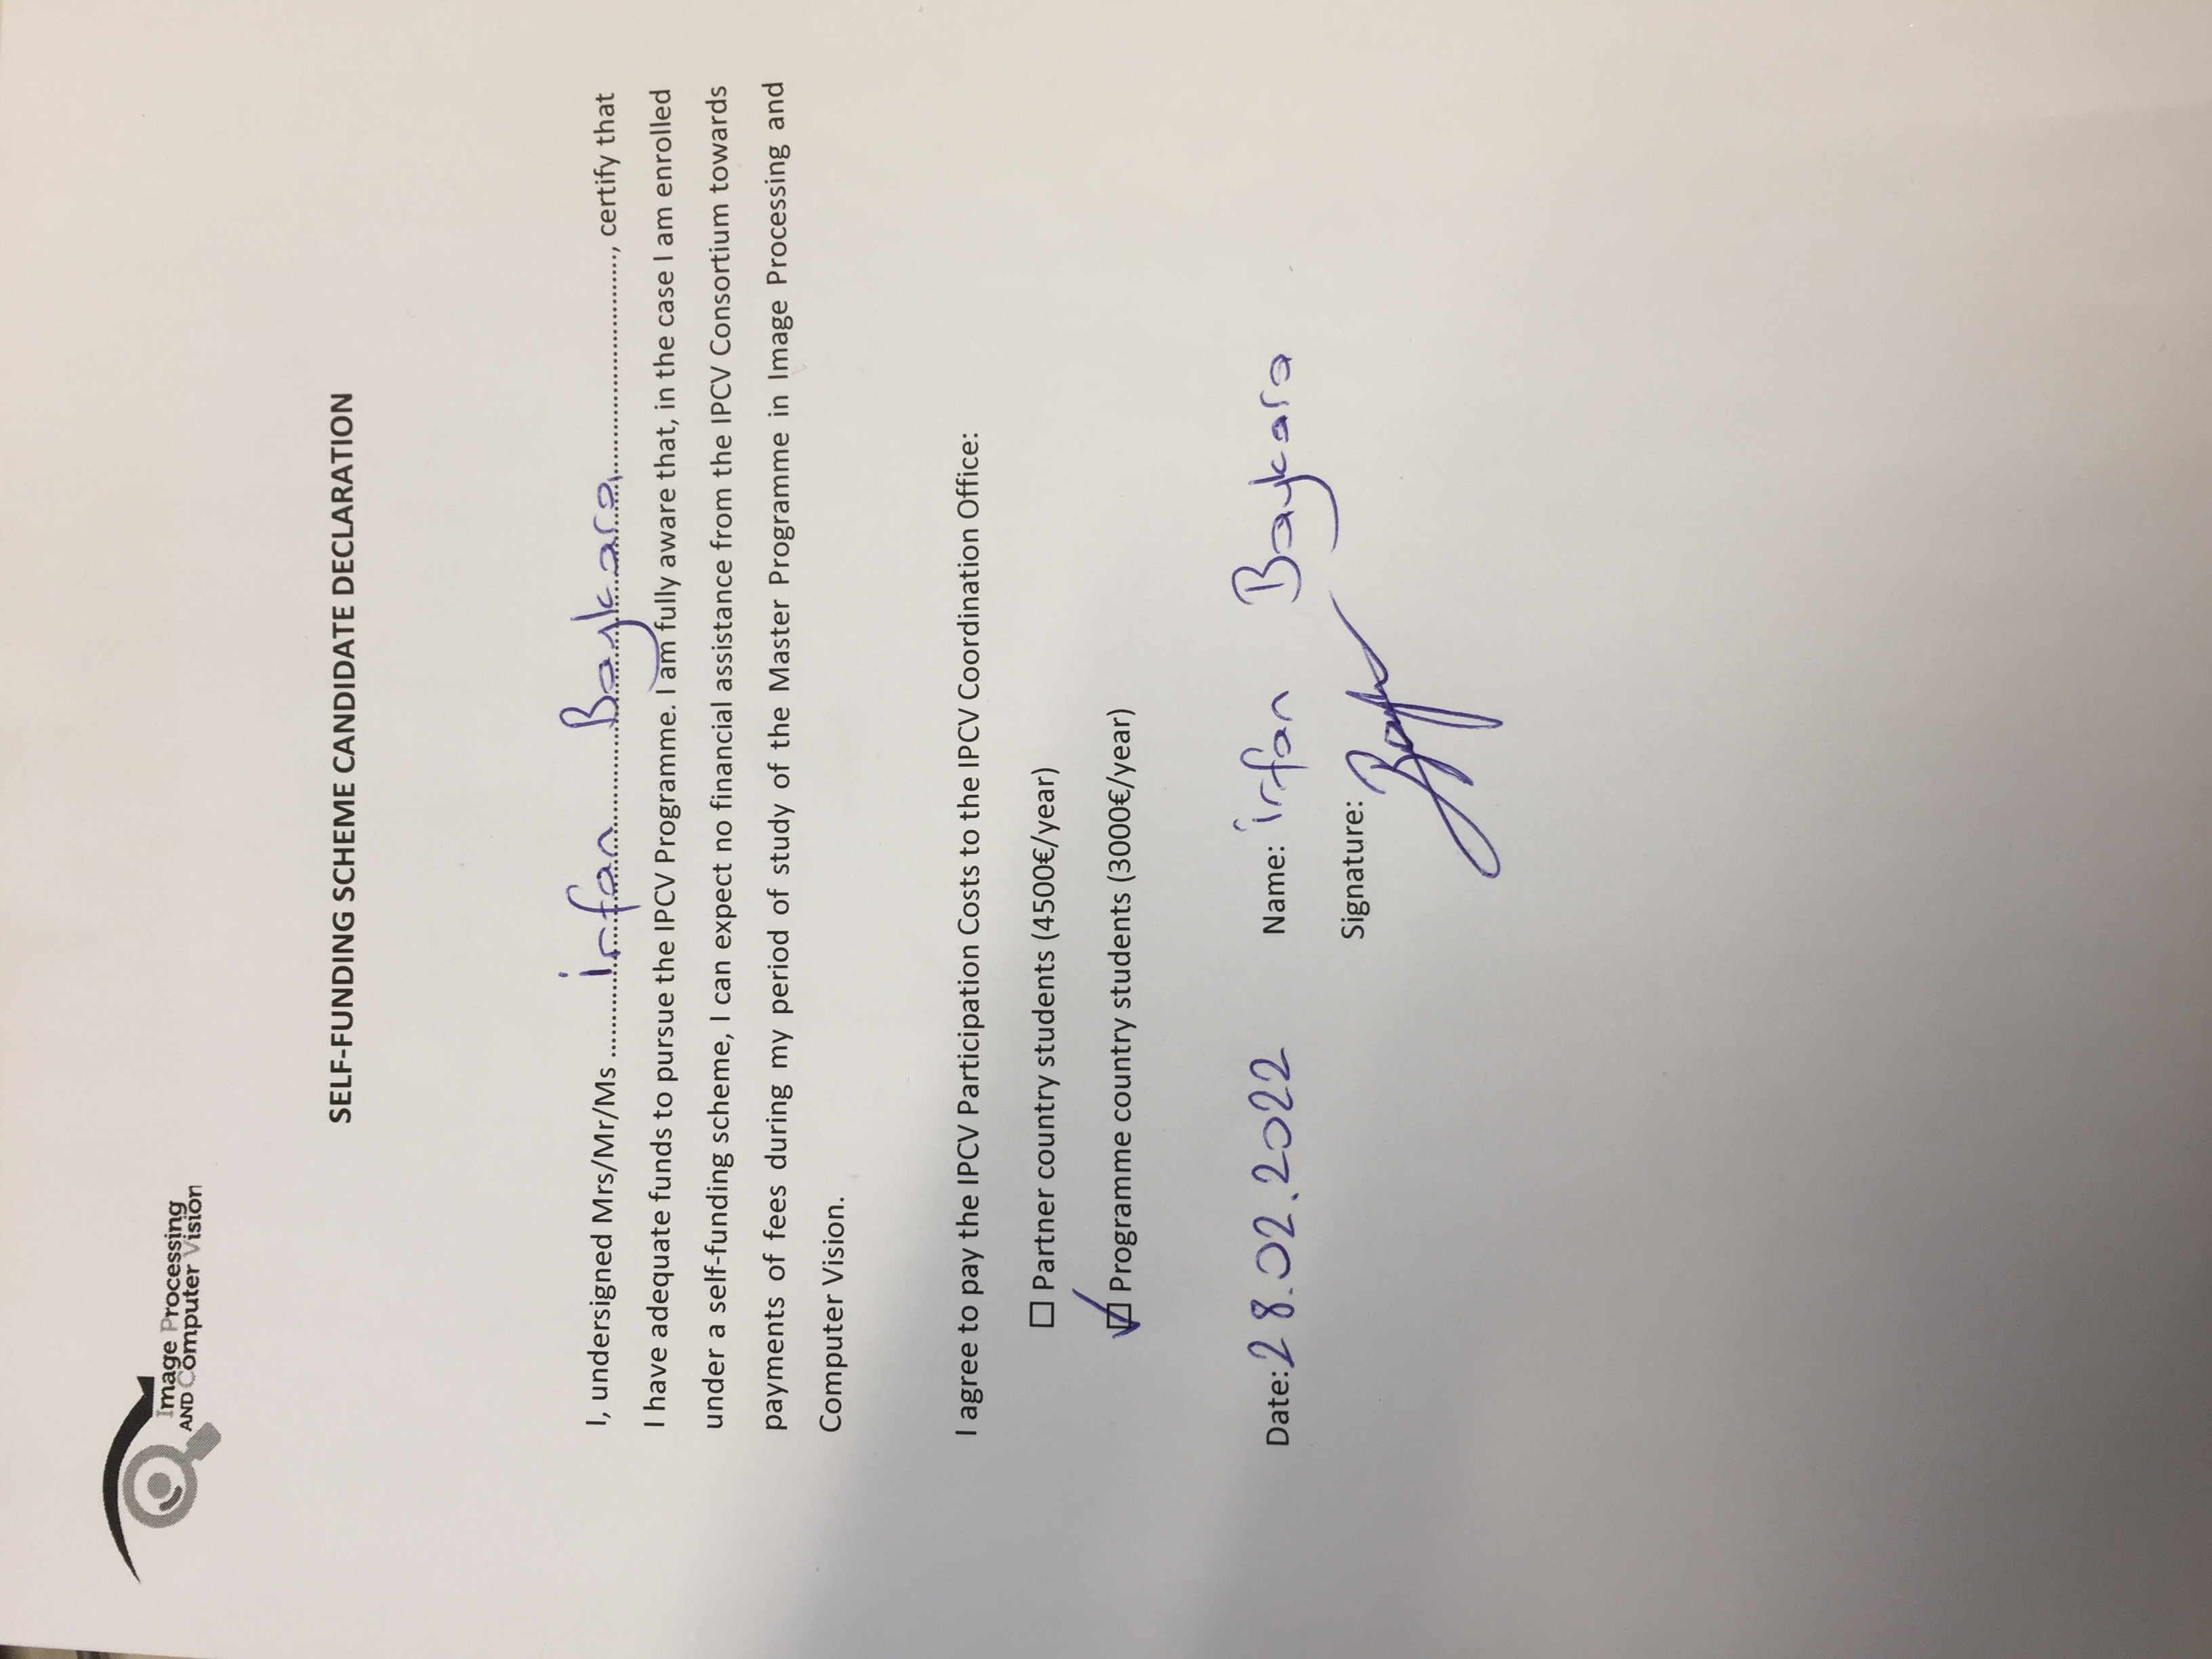 Image Processing
AND Computer Vision
SELF-FUNDING SCHEME CANDIDATE DECLARATION
I, undersigned Mrs/Mr/Ms ........ İrfan Baykara ........, certify that
I have adequate funds to pursue the IPCV Programme. I am fully aware that, in the case I am enrolled
under a self-funding scheme, I can expect no financial assistance from the IPCV Consortium towards
payments of fees during my period of study of the Master Programme in Image Processing and
Computer Vision.
I agree to pay the IPCV Participation Costs to the IPCV Coordination Office:
☐ Partner country students (4500€/year)
☑ Programme country students (3000€/year)
Date: 28.02.2022 Name: İrfan Baykara
Signature: